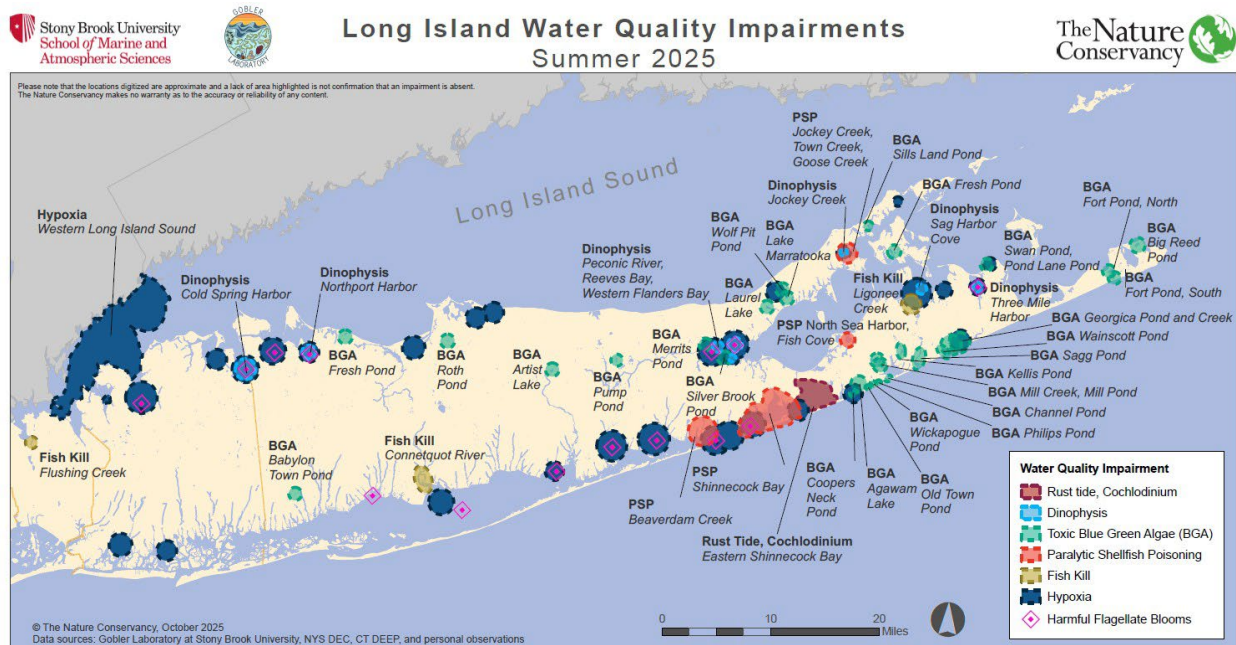 Stony Brook University
School of Marine and
Atmospheric Sciences
GOBLER
LABORATORY
Long Island Water Quality Impairments
Summer 2025
The Nature
Conservancy
Please note that the locations digitized are approximate and a lack of area highlighted is not confirmation that an impairment is absent.
The Nature Conservancy makes no warranty as to the accuracy or reliability of any content.
Long Island Sound
Hypoxia
Western Long Island Sound
Dinophysis
Cold Spring Harbor
Dinophysis
Northport Harbor
Dinophysis
Peconic River,
Reeves Bay,
Western Flanders Bay
BGA
Wolf Pit
Pond
BGA
Lake
Marratooka
Dinophysis
Jockey Creek
PSP
Jockey Creek,
Town Creek,
Goose Creek
BGA
Sills Land Pond
BGA Fresh Pond
Dinophysis
Sag Harbor
Cove
BGA
Fort Pond, North
BGA
Swan Pond,
Pond Lane Pond
BGA
Big Reed
Pond
BGA
Fort Pond, South
BGA
Laurel
Lake
Fish Kill
Ligonee
Creek
Dinophysis
Three Mile
Harbor
PSP North Sea Harbor,
Fish Cove
BGA Georgica Pond and Creek
BGA Wainscott Pond
BGA Sagg Pond
BGA Kellis Pond
BGA Mill Creek, Mill Pond
BGA Channel Pond
BGA Philips Pond
BGA
Fresh Pond
BGA
Roth
Pond
BGA
Artist
Lake
BGA
Pump
Pond
BGA
Merrits
Pond
BGA
Silver Brook
Pond
Fish Kill
Flushing Creek
BGA
Babylon
Town Pond
Fish Kill
Connetquot River
PSP
Beaverdam Creek
PSP
Shinnecock Bay
Rust Tide, Cochlodinium
Eastern Shinnecock Bay
BGA
Coopers
Neck
Pond
BGA
Agawam
Lake
BGA
Old Town
Pond
BGA
Wickapogue
Pond
Water Quality Impairment
Rust tide, Cochlodinium
Dinophysis
Toxic Blue Green Algae (BGA)
Paralytic Shellfish Poisoning
Fish Kill
Hypoxia
Harmful Flagellate Blooms
0 10 20
Miles
© The Nature Conservancy, October 2025
Data sources: Gobler Laboratory at Stony Brook University, NYS DEC, CT DEEP, and personal observations